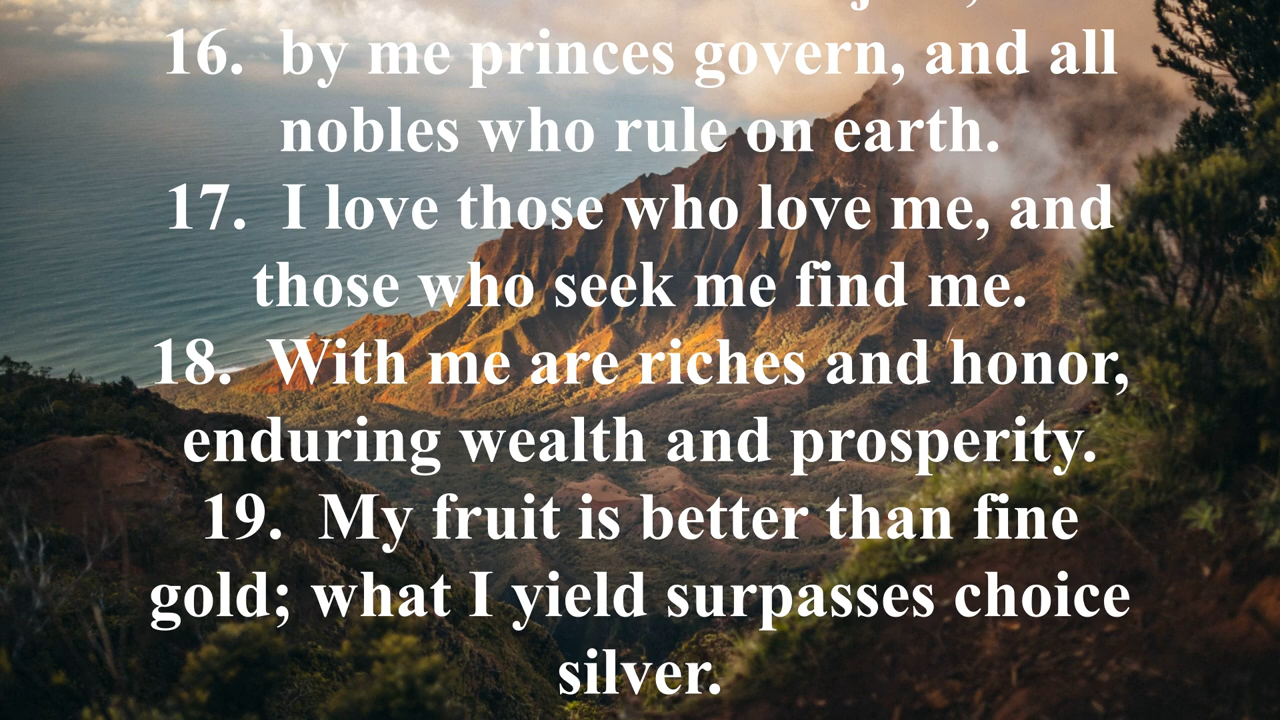 16.  by me princes govern, and all
nobles who rule on earth.
17.  I love those who love me, and
those who seek me find me.
18.  With me are riches and honor,
enduring wealth and prosperity.
19.  My fruit is better than fine
gold; what I yield surpasses choice
silver.